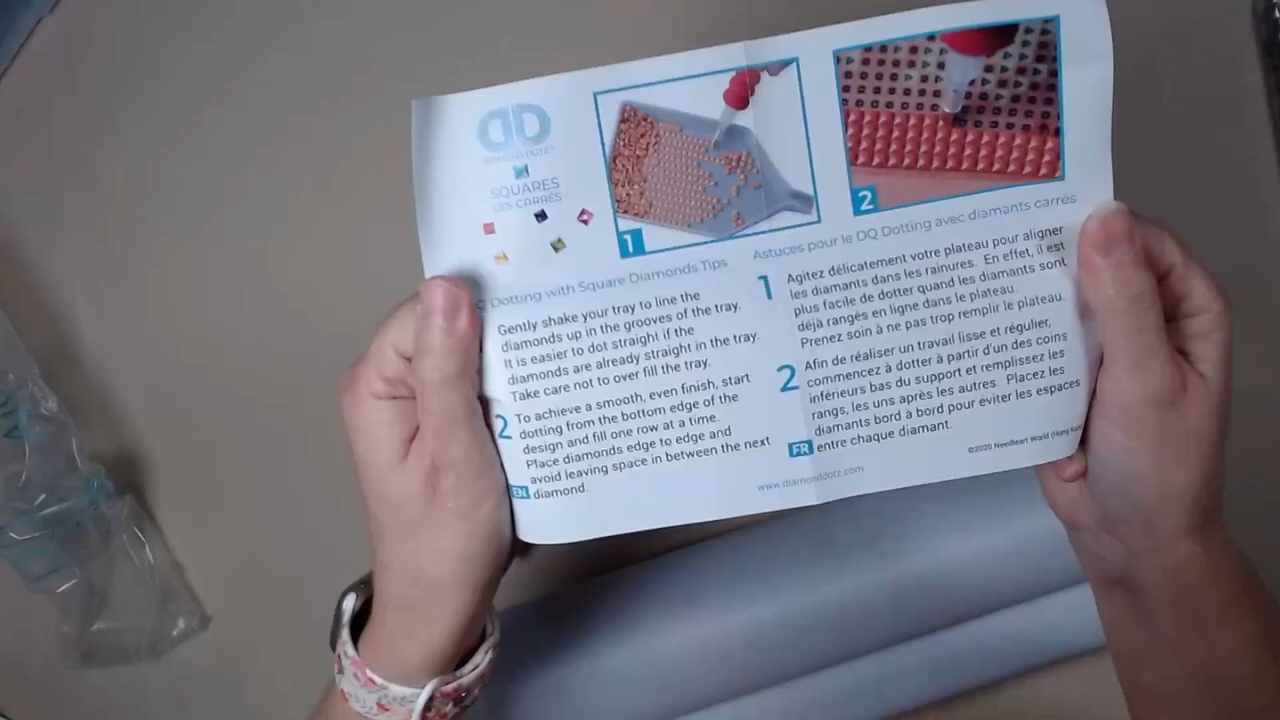 DD
DIAMOND DOTZ®
SQUARES
LES CARRÉS
1
2
Dotting with Square Diamonds Tips
Gently shake your tray to line the
diamonds up in the grooves of the tray.
It is easier to dot straight if the
diamonds are already straight in the tray.
Take care not to over fill the tray.
2
To achieve a smooth, even finish, start
dotting from the bottom edge of the
design and fill one row at a time.
Place diamonds edge to edge and
avoid leaving space in between the next
EN diamond.
Astuces pour le DQ Dotting avec diamants carrés
1
Agitez délicatement votre plateau pour aligner
les diamants dans les rainures. En effet, il est
plus facile de dotter quand les diamants sont
déjà rangés en ligne dans le plateau.
Prenez soin à ne pas trop remplir le plateau.
2
Afin de réaliser un travail lisse et régulier,
commencez à dotter à partir d'un des coins
inférieurs bas du support et remplissez les
rangs, les uns après les autres. Placez les
diamants bord à bord pour éviter les espaces
FR entre chaque diamant.
www.diamonddotz.com
©2020 Needleart World (Hong